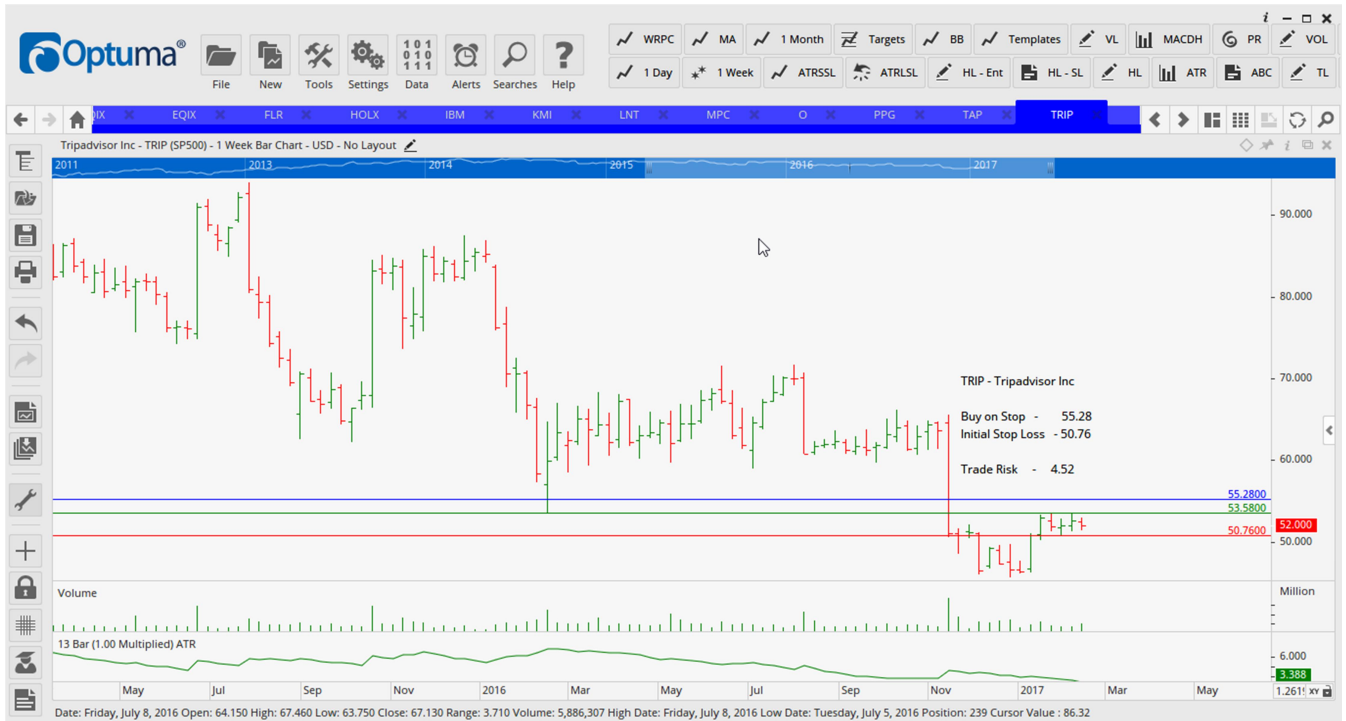 i
Optuma®
File
New
Tools
Settings
101
010
111
Data
Alerts
Searches
?
Help
WRPC
MA
1 Month
Targets
BB
Templates
VL
MACDH
PR
VOL
1 Day
1 Week
ATRSSL
ATRLSL
HL - Ent
HL - SL
HL
ATR
ABC
TL
IX
EQIX
FLR
HOLX
IBM
KMI
LNT
MPC
O
PPG
TAP
TRIP
Tripadvisor Inc - TRIP (SP500) - 1 Week Bar Chart - USD - No Layout
i
2011
2013
2014
2015
2016
2017
90.000
80.000
70.000
60.000
50.000
TRIP - Tripadvisor Inc
Buy on Stop - 55.28
Initial Stop Loss - 50.76
Trade Risk - 4.52
55.2800
53.5800
52.000
50.7600
Volume
Million
13 Bar (1.00 Multiplied) ATR
6.000
3.388
May
Jul
Sep
Nov
2016
Mar
May
Jul
Sep
Nov
2017
Mar
May
XY
Date: Friday, July 8, 2016 Open: 64.150 High: 67.460 Low: 63.750 Close: 67.130 Range: 3.710 Volume: 5,886,307 High Date: Friday, July 8, 2016 Low Date: Tuesday, July 5, 2016 Position: 239 Cursor Value : 86.32